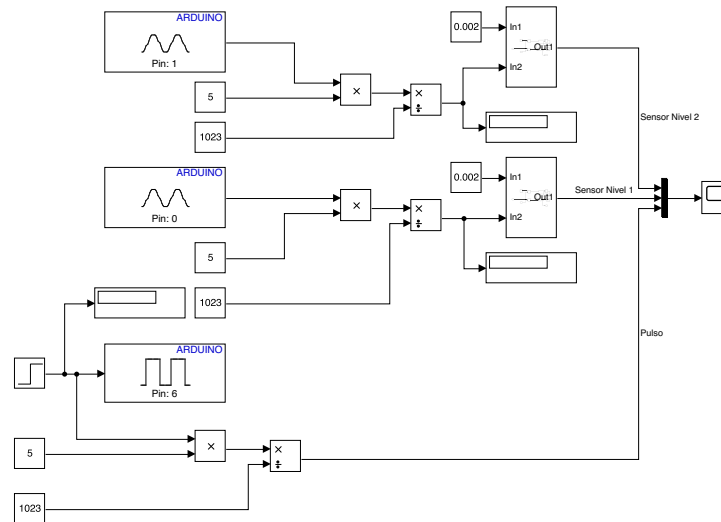 ARDUINO
Pin: 1
5
×
1023
×
÷
0.002
In1
In2
Out1
Sensor Nivel 2
ARDUINO
Pin: 0
5
×
1023
×
÷
0.002
In1
In2
Out1
Sensor Nivel 1
Pulso
ARDUINO
Pin: 6
5
×
1023
×
÷